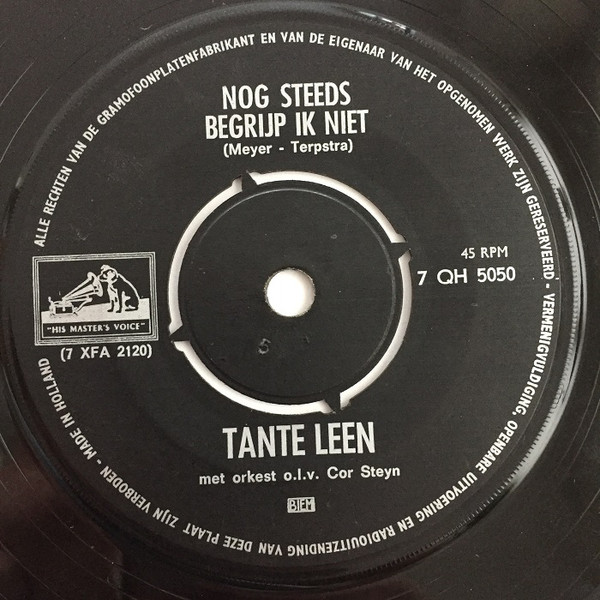 ALLE RECHTEN VAN DE GRAMOFOONPLATENFABRIKANT EN VAN DE EIGENAAR VAN HET OPGENOMEN WERK ZIJN GERESERVEERD - VERMENIGVULDIGING, OPENBARE UITVOERING EN RADIOUITZENDING VAN DEZE PLAAT ZIJN VERBODEN - MADE IN HOLLAND
NOG STEEDS
BEGRIJP IK NIET
(Meyer - Terpstra)
45 RPM
7 QH 5050
"HIS MASTER'S VOICE"
(7 XFA 2120)
5
TANTE LEEN
met orkest o.l.v. Cor Steyn
BIEM